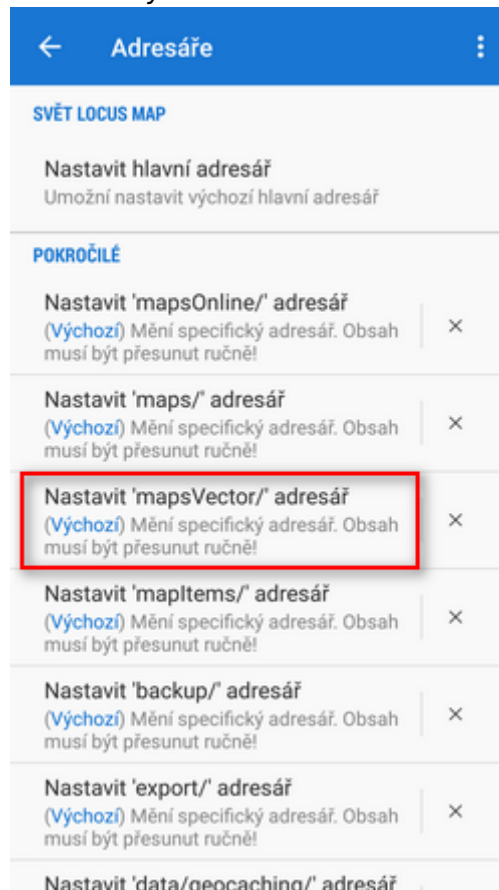 Adresáře
SVĚT LOCUS MAP
Nastavit hlavní adresář
Umožní nastavit výchozí hlavní adresář
POKROČILÉ
Nastavit 'mapsOnline/' adresář
(Výchozí) Mění specifický adresář. Obsah
musí být přesunut ručně!
Nastavit 'maps/' adresář
(Výchozí) Mění specifický adresář. Obsah
musí být přesunut ručně!
Nastavit 'mapsVector/' adresář
(Výchozí) Mění specifický adresář. Obsah
musí být přesunut ručně!
Nastavit 'mapItems/' adresář
(Výchozí) Mění specifický adresář. Obsah
musí být přesunut ručně!
Nastavit 'backup/' adresář
(Výchozí) Mění specifický adresář. Obsah
musí být přesunut ručně!
Nastavit 'export/' adresář
(Výchozí) Mění specifický adresář. Obsah
musí být přesunut ručně!
Nastavit 'data/geocaching/' adresář